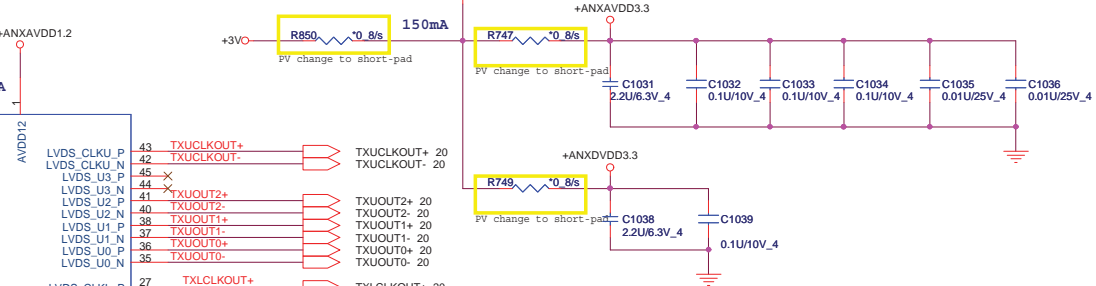 +ANXAVDD3.3
150mA
+ANXAVDD1.2
+3V
R850
*0_8/s
R747
*0_8/s
PV change to short-pad
PV change to short-pad
C1031
2.2U/6.3V_4
C1032
0.1U/10V_4
C1033
0.1U/10V_4
C1034
0.1U/10V_4
C1035
0.01U/25V_4
C1036
0.01U/25V_4
A
1
AVDD12
+ANXDVDD3.3
R749
*0_8/s
PV change to short-pad
C1038
2.2U/6.3V_4
C1039
0.1U/10V_4
LVDS_CLKU_P 43 TXUCLKOUT+ TXUCLKOUT+ 20
LVDS_CLKU_N 42 TXUCLKOUT- TXUCLKOUT- 20
LVDS_U3_P 45
LVDS_U3_N 44
LVDS_U2_P 41 TXUOUT2+ TXUOUT2+ 20
LVDS_U2_N 40 TXUOUT2- TXUOUT2- 20
LVDS_U1_P 38 TXUOUT1+ TXUOUT1+ 20
LVDS_U1_N 37 TXUOUT1- TXUOUT1- 20
LVDS_U0_P 36 TXUOUT0+ TXUOUT0+ 20
LVDS_U0_N 35 TXUOUT0- TXUOUT0- 20
27 TXLCLKOUT+